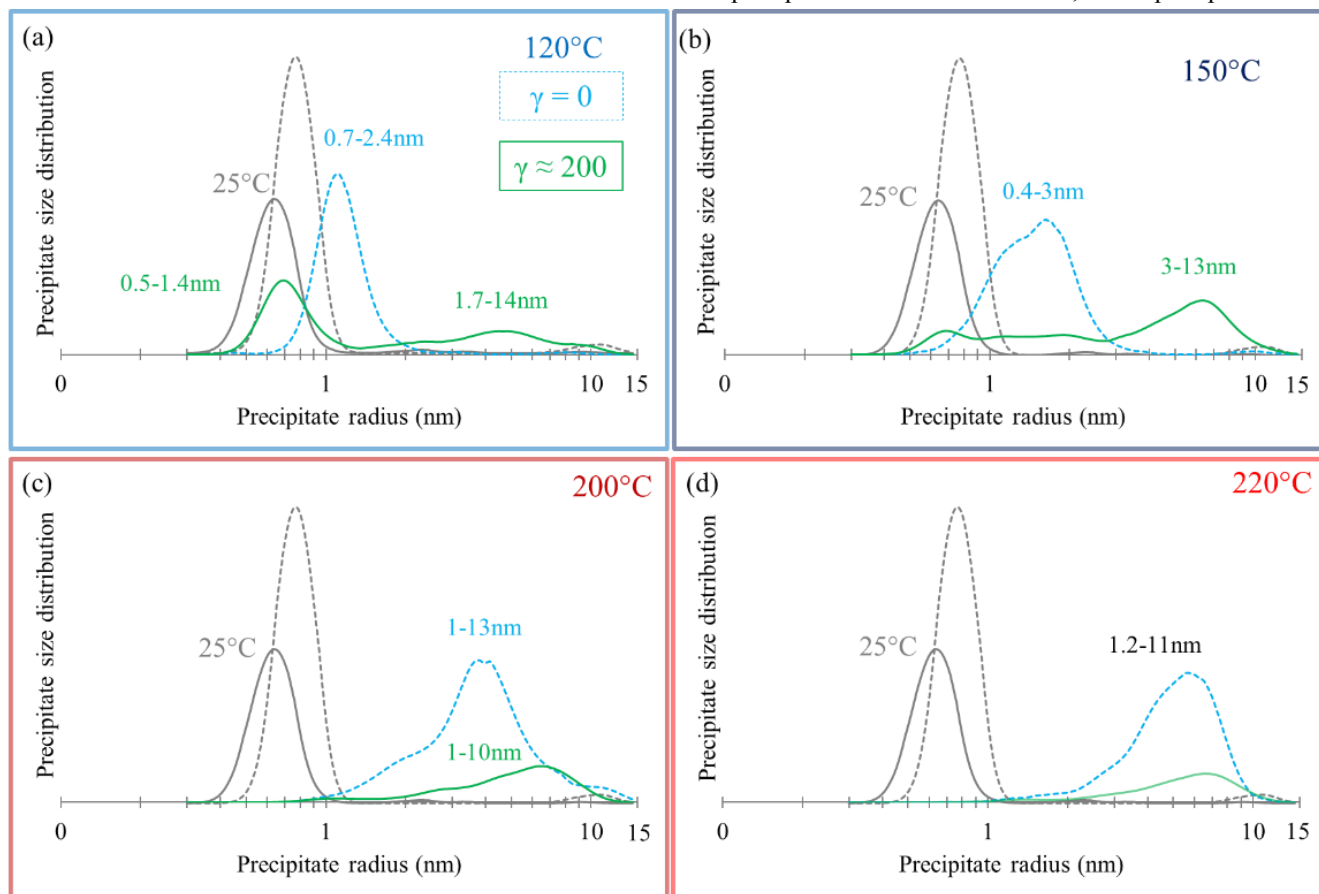 (a)
120°C
γ = 0
γ ≈ 200
0.7-2.4nm
25°C
0.5-1.4nm
1.7-14nm
Precipitate size distribution
0
1
10
15
Precipitate radius (nm)
(b)
150°C
25°C
0.4-3nm
3-13nm
Precipitate size distribution
0
1
10
15
Precipitate radius (nm)
(c)
200°C
25°C
1-13nm
1-10nm
Precipitate size distribution
0
1
10
15
Precipitate radius (nm)
(d)
220°C
25°C
1.2-11nm
Precipitate size distribution
0
1
10
15
Precipitate radius (nm)